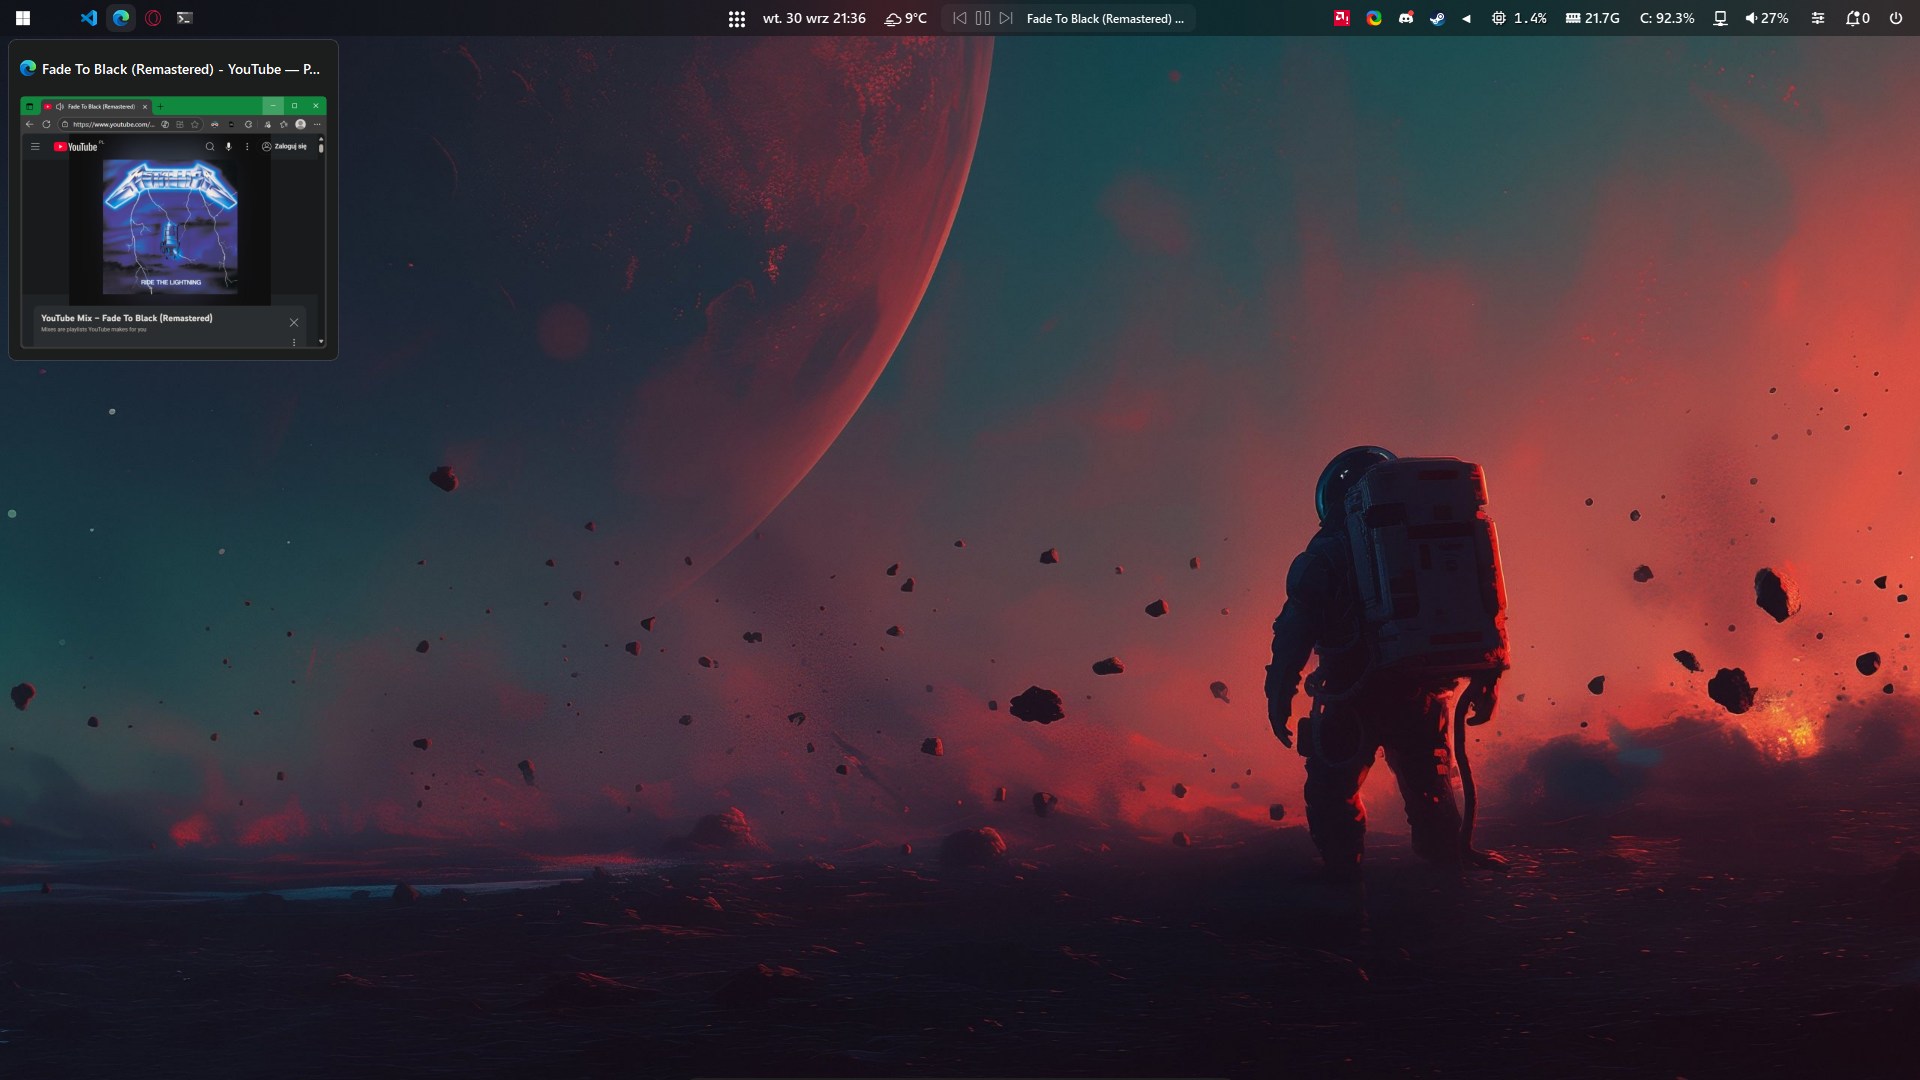 wt. 30 wrz 21:36
9°C
Fade To Black (Remastered) ...
1.4%
21.7G
C: 92.3%
27%
0
Fade To Black (Remastered) - YouTube — P...
Fade To Black (Remastered)
https://www.youtube.com/...
YouTube PL
Zaloguj się
METALLICA
RIDE THE LIGHTNING
YouTube Mix – Fade To Black (Remastered)
Mixes are playlists YouTube makes for you